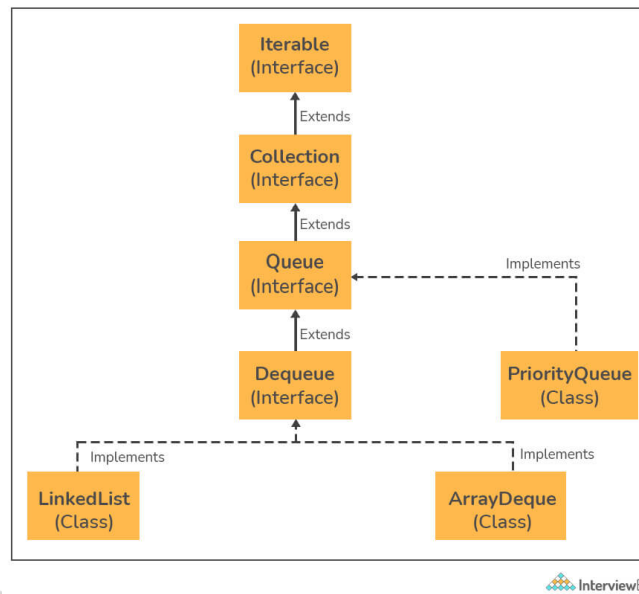 Iterable
(Interface)
Extends
Collection
(Interface)
Extends
Queue
(Interface)
Implements
Extends
Dequeue
(Interface)
PriorityQueue
(Class)
Implements
Implements
LinkedList
(Class)
ArrayDeque
(Class)
Interview